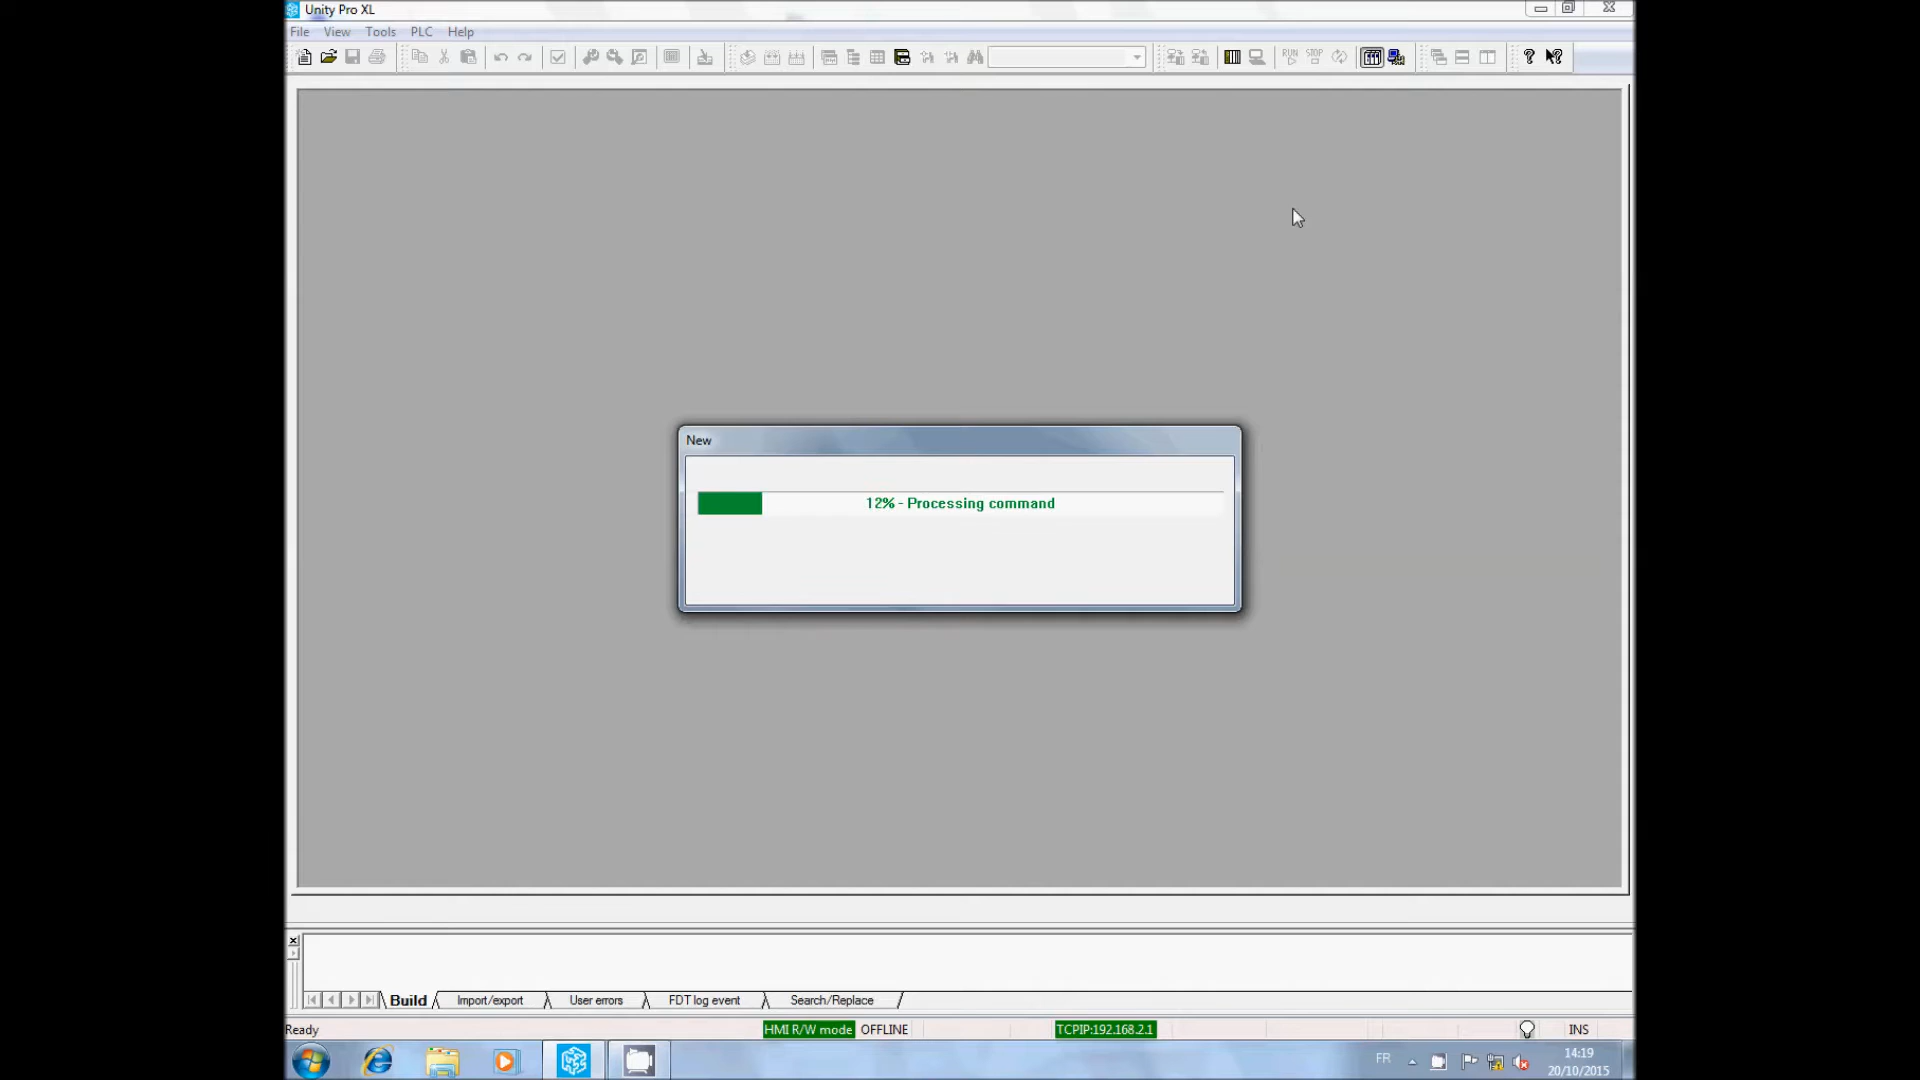 Unity Pro XL
File View Tools PLC Help
RUN STOP
New
12% - Processing command
Build Import/export User errors FDT log event Search/Replace
Ready HMI R/W mode OFFLINE TCPIP:192.168.2.1 INS
FR 14:19
20/10/2015